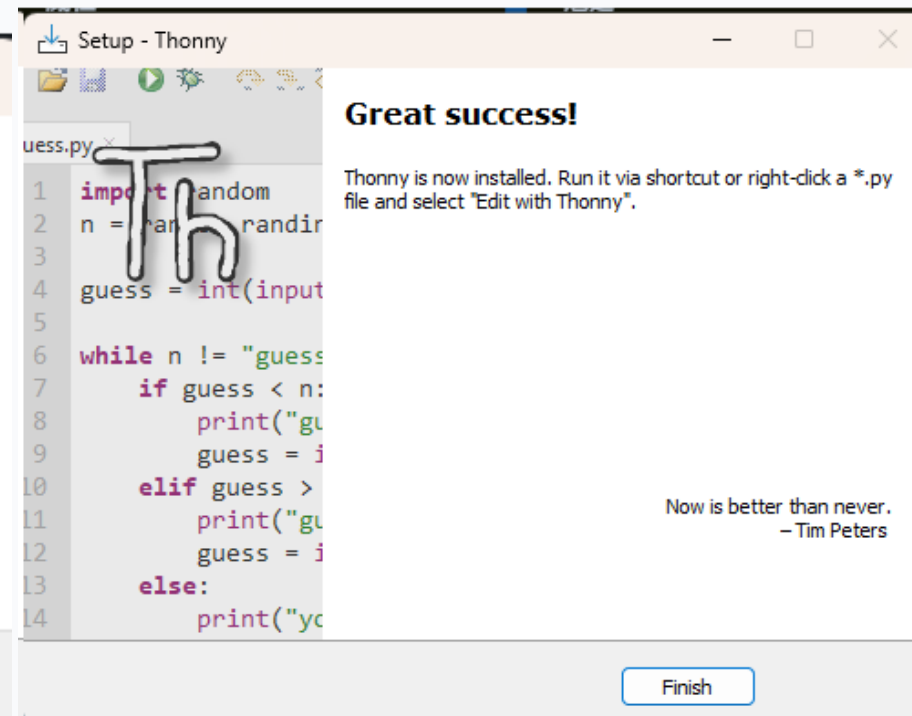 Setup - Thonny
Great success!
Thonny is now installed. Run it via shortcut or right-click a *.py
file and select "Edit with Thonny".
uess.py
Th
1 import random
2 n = randin
3
4 guess = int(input
5
6 while n != "guess
7 if guess < n:
8 print("gu
9 guess = i
10 elif guess >
11 print("gu
12 guess = i
13 else:
14 print("yo
Now is better than never.
– Tim Peters
Finish